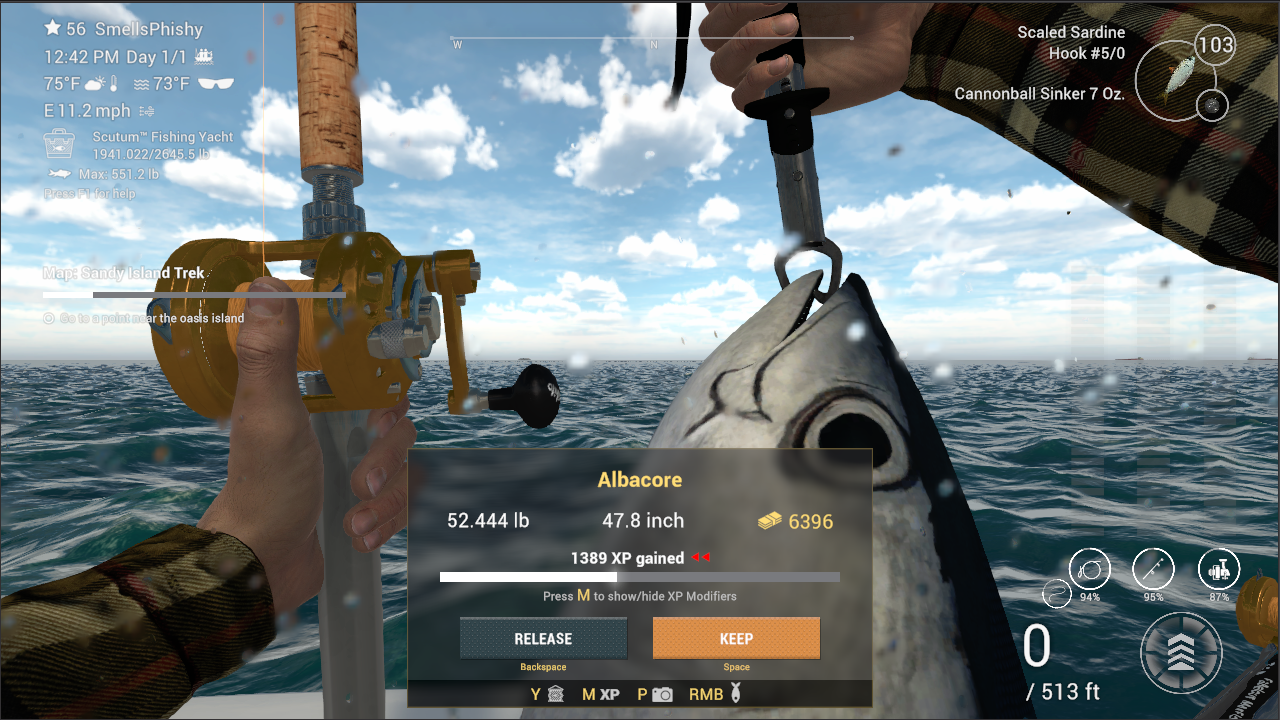 56 SmellsPhishy
12:42 PM Day 1/1
75°F 73°F
E 11.2 mph
Scutum™ Fishing Yacht
1941.022/2645.5 lb
Max: 551.2 lb
Press F1 for help
Map: Sandy Island Trek
Go to a point near the oasis island
W N
Scaled Sardine
Hook #5/0
103
Cannonball Sinker 7 Oz.
Albacore
52.444 lb 47.8 inch 6396
1389 XP gained
Press M to show/hide XP Modifiers
RELEASE KEEP
Backspace Space
Y M XP P RMB
94% 95% 87%
0
/ 513 ft